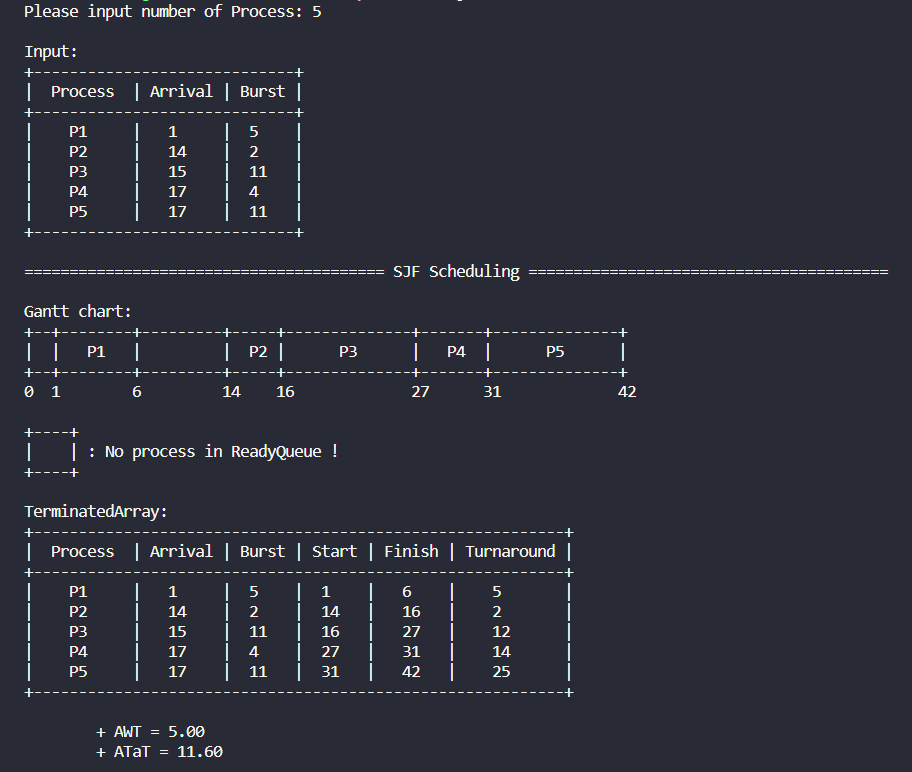 Please input number of Process: 5
Input:
+-----------------------------+
|  Process  | Arrival | Burst |
+-----------------------------+
|    P1     |   1     |  5    |
|    P2     |   14    |  2    |
|    P3     |   15    |  11   |
|    P4     |   17    |  4    |
|    P5     |   17    |  11   |
+-----------------------------+
======================================== SJF Scheduling ========================================
Gantt chart:
+--+--------+---------+-----+--------------+-------+--------------+
|  |   P1   |         |  P2 |      P3      |   P4  |      P5      |
+--+--------+---------+-----+--------------+-------+--------------+
0  1        6         14    16             27      31             42
+----+
|    | : No process in ReadyQueue !
+----+
TerminatedArray:
+-----------------------------------------------------------+
|  Process  | Arrival | Burst | Start | Finish | Turnaround |
+-----------------------------------------------------------+
|    P1     |   1     |  5    |  1    |   6    |    5       |
|    P2     |   14    |  2    |  14   |   16   |    2       |
|    P3     |   15    |  11   |  16   |   27   |    12      |
|    P4     |   17    |  4    |  27   |   31   |    14      |
|    P5     |   17    |  11   |  31   |   42   |    25      |
+-----------------------------------------------------------+
+ AWT = 5.00
+ ATaT = 11.60